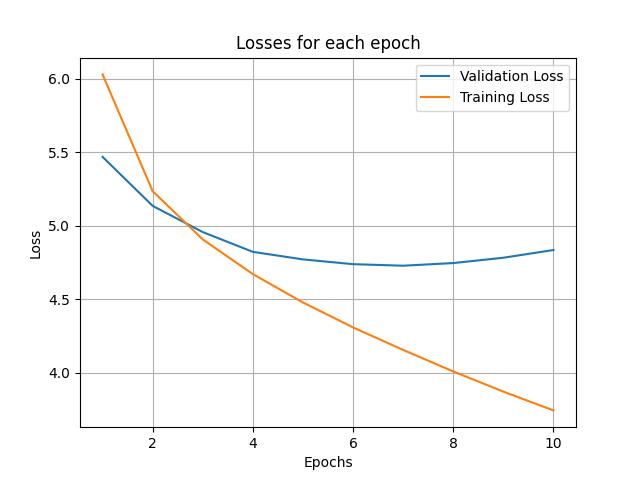 Losses for each epoch
Validation Loss
Training Loss
6.0
5.5
5.0
4.5
4.0
Loss
2 4 6 8 10
Epochs